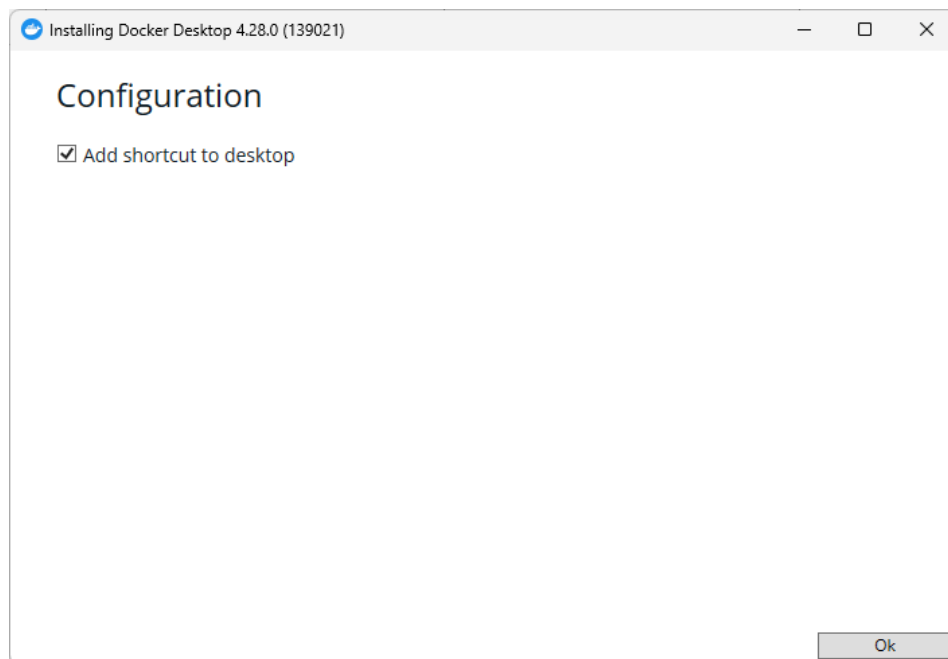 Installing Docker Desktop 4.28.0 (139021)
Configuration
Add shortcut to desktop
Ok